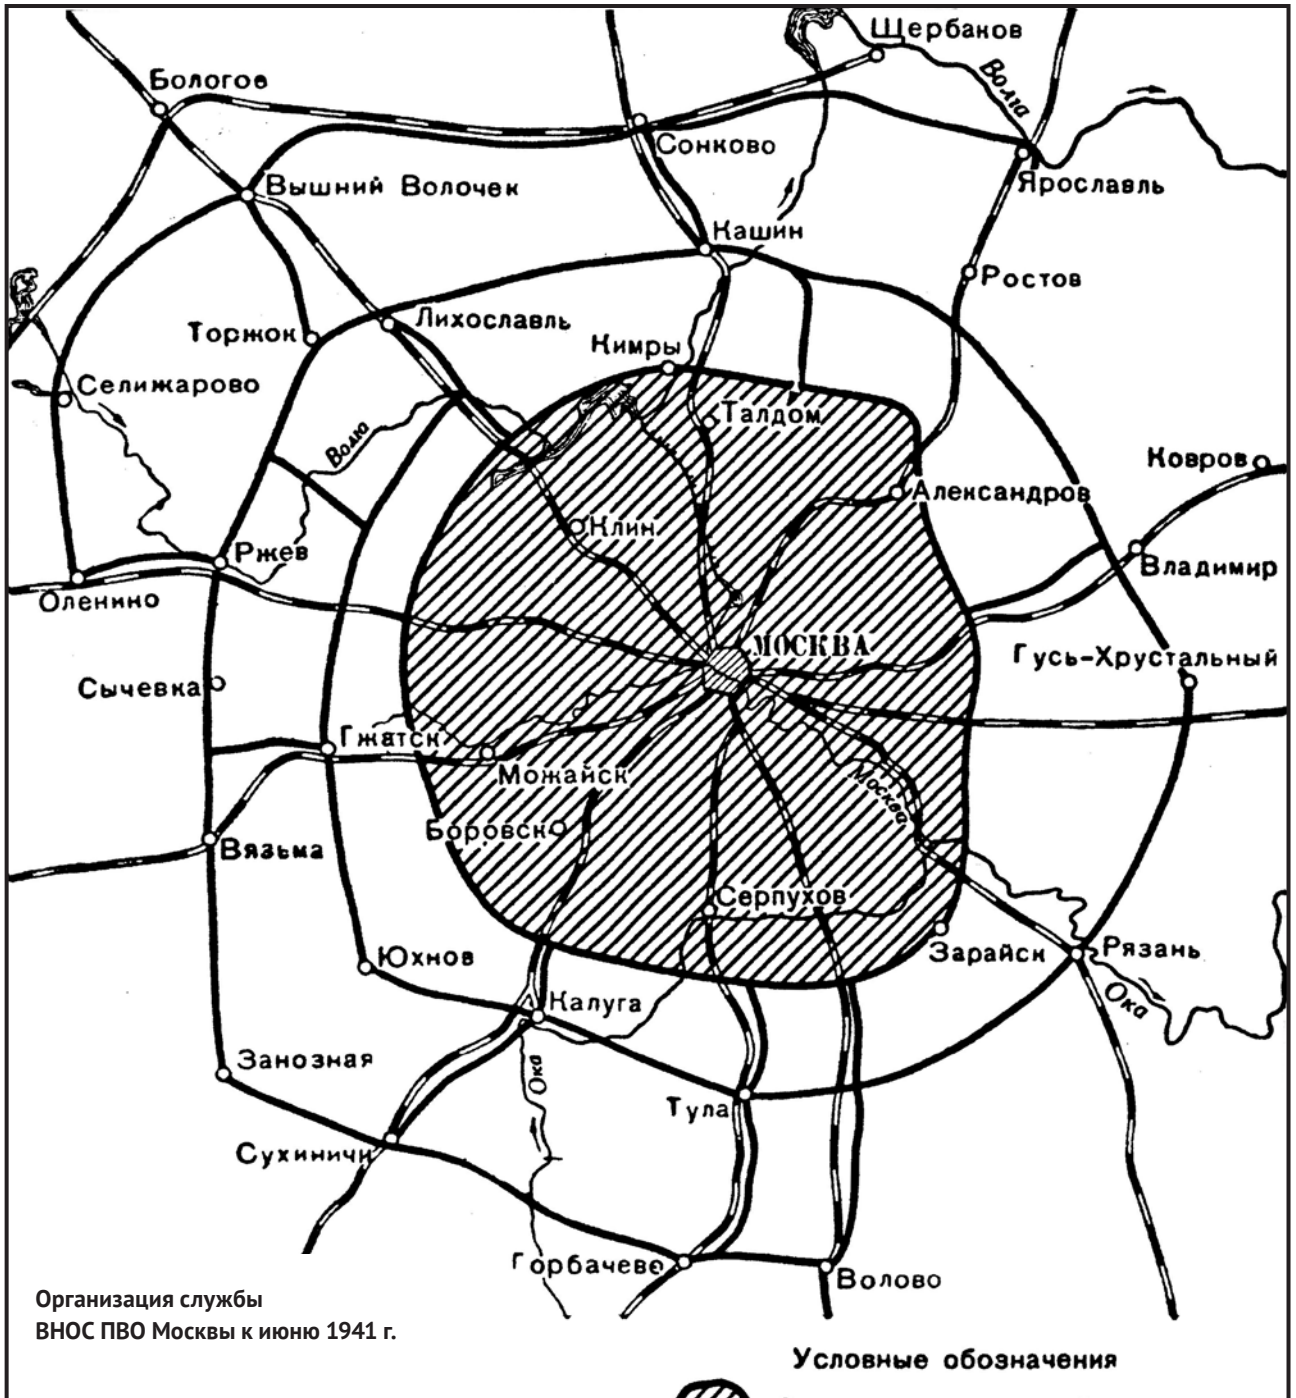 Щербаков
Бологов
Волга
Сонково
Ярославль
Вышний Волочек
Кашин
Ростов
Торжок
Лихославль
Кимры
Селижарово
Талдом
Волга
Ковров
Александров
Клин
Ржев
Владимир
Оленино
МОСКВА
Гусь-Хрустальный
Сычевка
Гжатск
Можайск
Москва
Боровск
Вязьма
Серпухов
Юхнов
Зарайск
Рязань
Калуга
Ока
Занозная
Ока
Тула
Сухиничи
Горбачево
Волово
Организация службы
ВНОС ПВО Москвы к июню 1941 г.
Условные обозначения